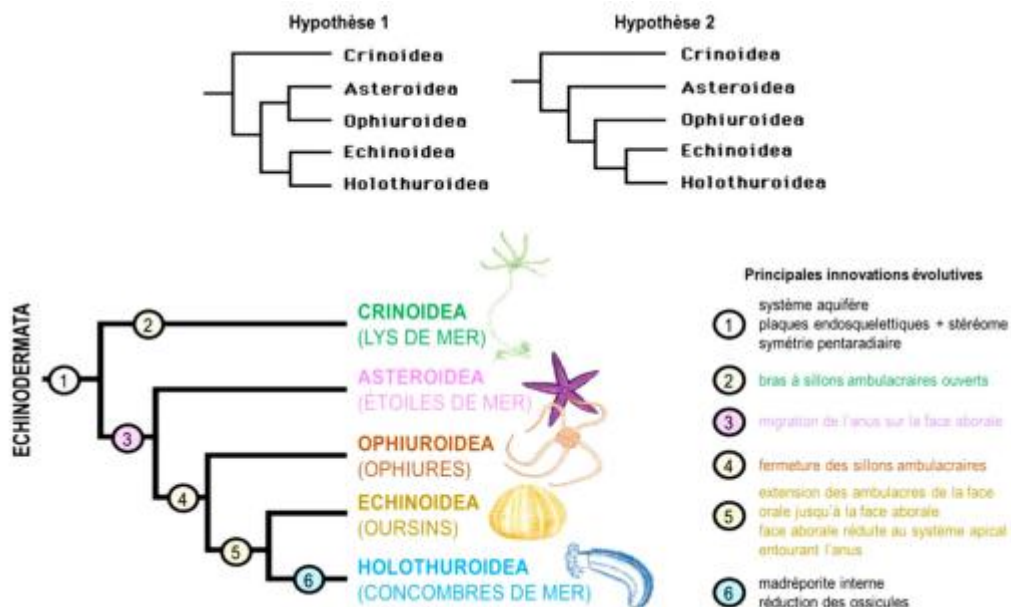 Hypothèse 1
Crinoidea
Asteroidea
Ophiuroidea
Echinoidea
Holothuroidea
Hypothèse 2
Crinoidea
Asteroidea
Ophiuroidea
Echinoidea
Holothuroidea
ECHINODERMATA
1
2
3
4
5
6
CRINOIDEA
(LYS DE MER)
ASTEROIDEA
(ÉTOILES DE MER)
OPHIUROIDEA
(OPHIURES)
ECHINOIDEA
(OURSINS)
HOLOTHUROIDEA
(CONCOMBRES DE MER)
Principales innovations évolutives
1
système aquifère
plaques endosquelettiques + stéréome
symétrie pentaradiaire
2
bras à sillons ambulacraires ouverts
3
migration de l'anus sur la face aborale
4
fermeture des sillons ambulacraires
5
extension des ambulacres de la face
orale jusqu'à la face aborale
face aborale réduite au système apical
entourant l'anus
6
madréporite interne
réduction des ossicules